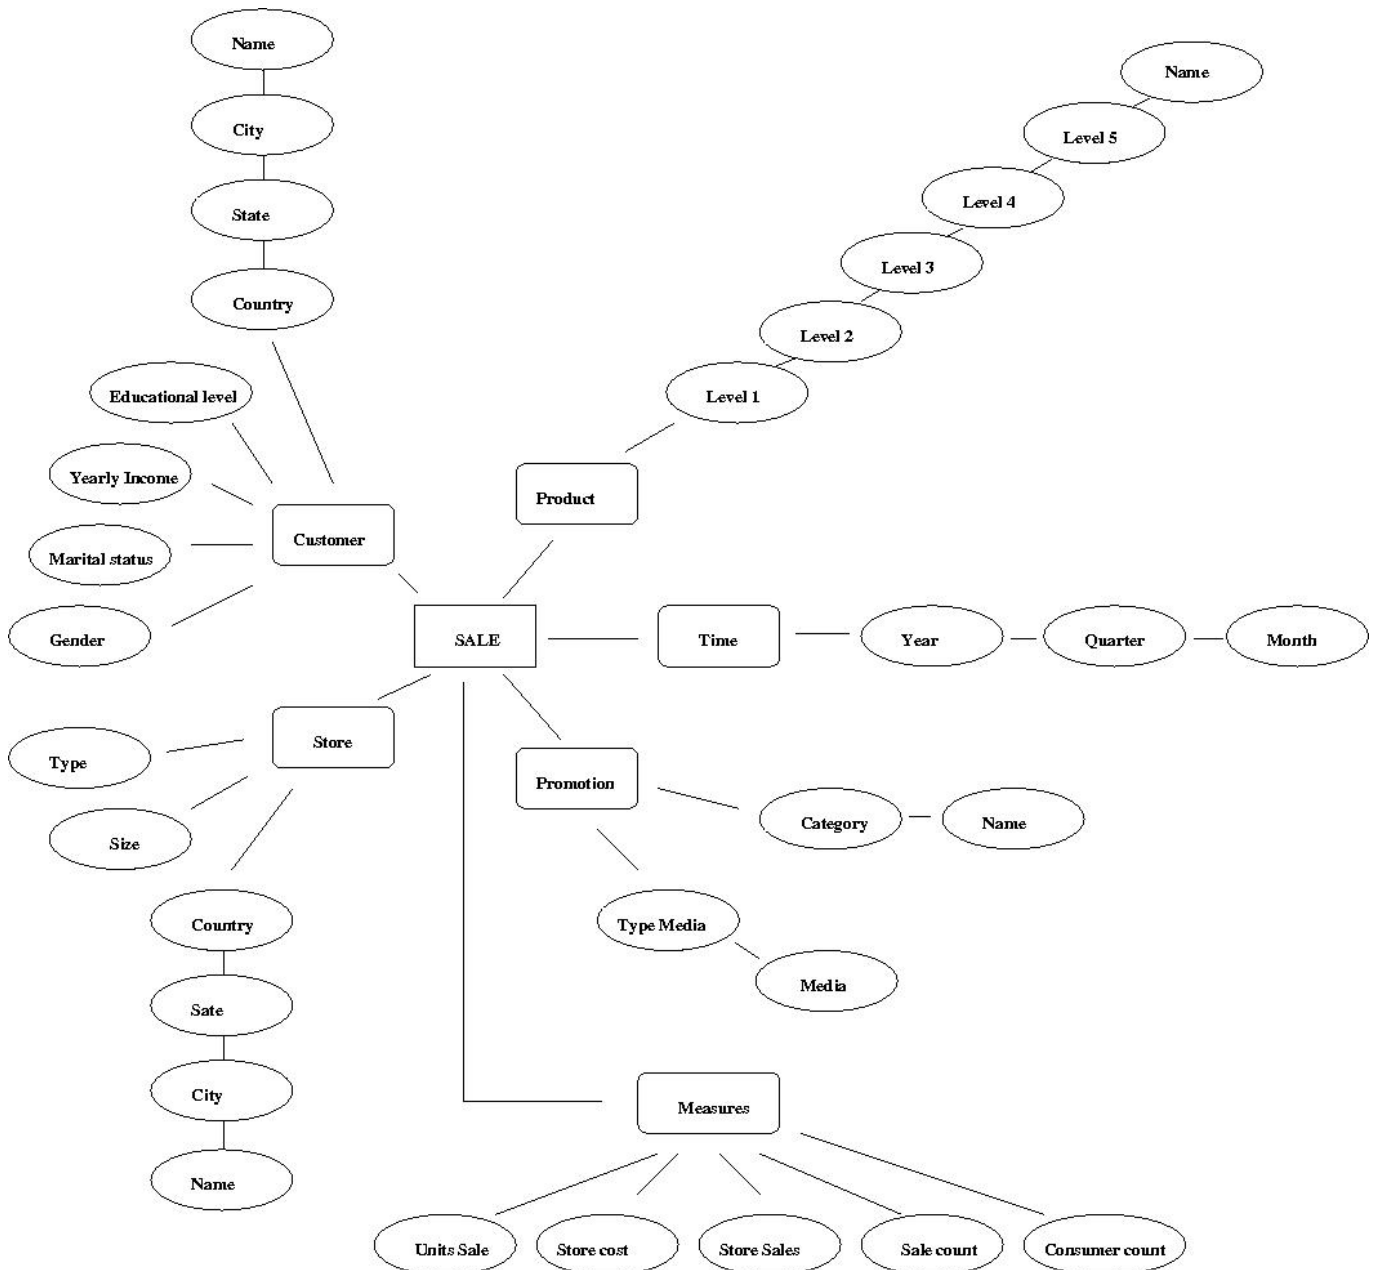 Name
City
State
Country
Educational level
Yearly Income
Marital status
Gender
Customer
Name
Level 5
Level 4
Level 3
Level 2
Level 1
Product
SALE
Time
Year
Quarter
Month
Store
Type
Size
Country
Sate
City
Name
Promotion
Category
Name
Type Media
Media
Measures
Units Sale
Store cost
Store Sales
Sale count
Consumer count